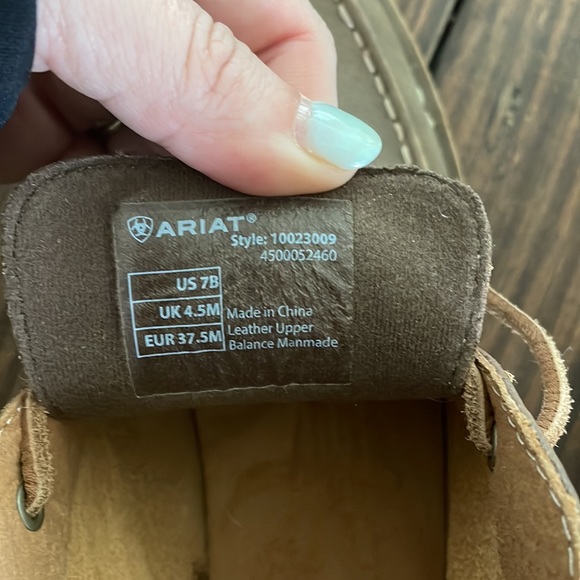 ARIAT®
Style: 10023009
4500052460
US 7B
UK 4.5M
EUR 37.5M
Made in China
Leather Upper
Balance Manmade